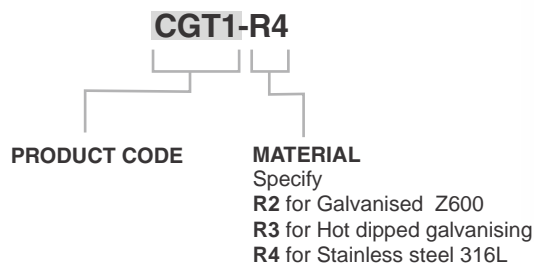 CGT1-R4
PRODUCT CODE
MATERIAL
Specify
R2 for Galvanised Z600
R3 for Hot dipped galvanising
R4 for Stainless steel 316L